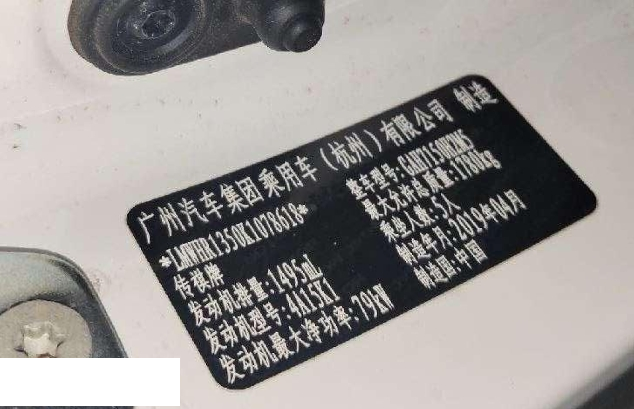 广州汽车集团乘用车（杭州）有限公司 制造
*LMWHR1350K1078618*
传祺牌
整车型号:GAH7150H2M5
发动机排量:1495mL
最大允许总质量:1780kg
发动机型号:4A15K1
乘坐人数:5人
发动机最大净功率:79kW
制造年月:2019年04月
制造国:中国